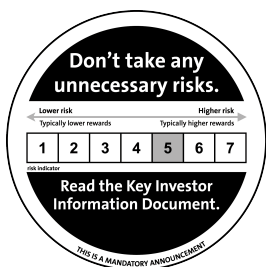 Don’t take any
unnecessary risks.
Lower risk Higher risk
Typically lower rewards Typically higher rewards
1 2 3 4 5 6 7
risk indicator
Read the Key Investor
Information Document.
THIS IS A MANDATORY ANNOUNCEMENT